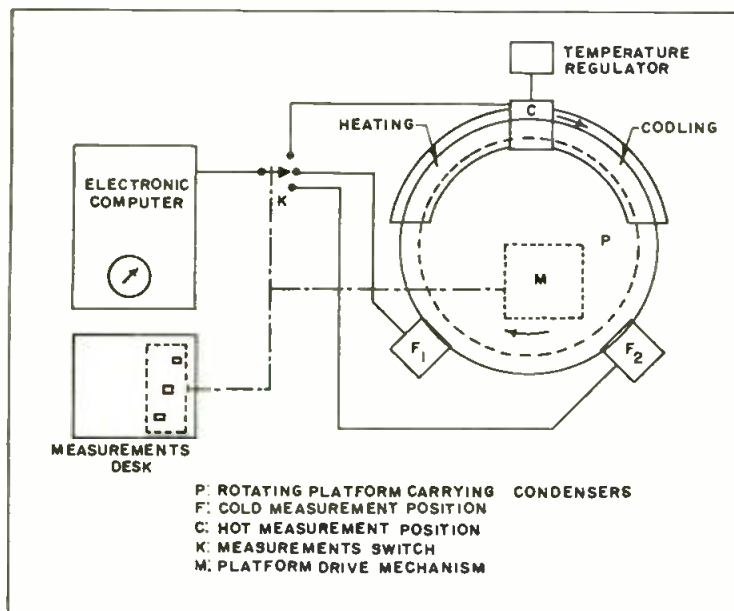 TEMPERATURE
REGULATOR
C
HEATING
COOLING
ELECTRONIC
COMPUTER
K
P
M
F1
F2
MEASUREMENTS
DESK
P: ROTATING PLATFORM CARRYING CONDENSERS
F: COLD MEASUREMENT POSITION
C: HOT MEASUREMENT POSITION
K: MEASUREMENTS SWITCH
M: PLATFORM DRIVE MECHANISM